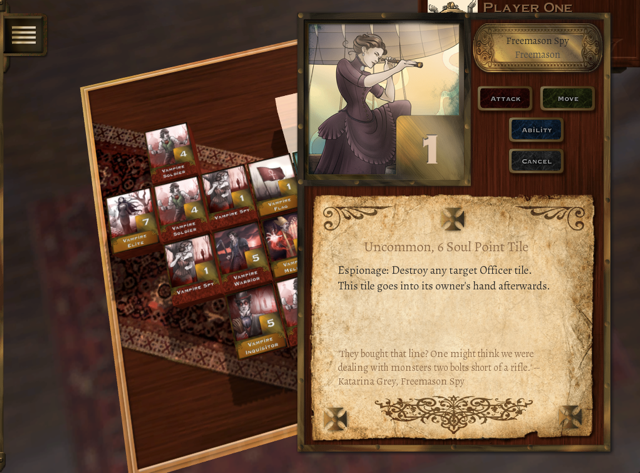 PLAYER ONE
Freemason Spy
Freemason
ATTACK
MOVE
ABILITY
CANCEL
1
4
VAMPIRE SOLDIER
7
VAMPIRE ELITE
4
VAMPIRE SOLDIER
1
VAMPIRE SPY
1
VAMPIRE FLAG
1
VAMPIRE SPY
5
VAMPIRE WARRIOR
5
VAMPIRE INQUISITOR
Uncommon, 6 Soul Point Tile
Espionage: Destroy any target Officer tile.
This tile goes into its owner's hand afterwards.
'They bought that line? One might think we were
dealing with monsters two bolts short of a rifle.'—
Katarina Grey, Freemason Spy